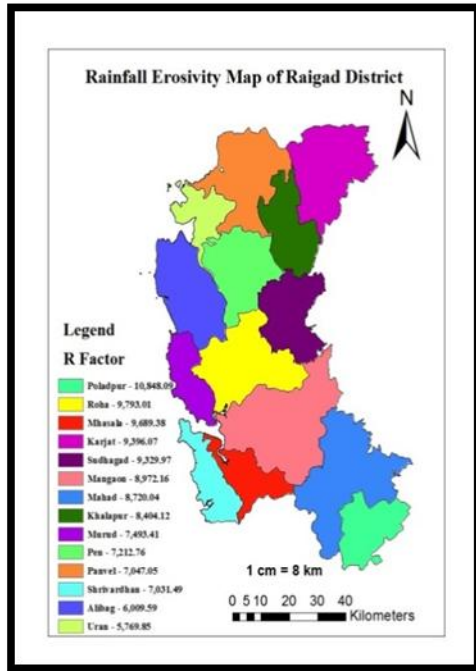 Rainfall Erosivity Map of Raigad District
N
Legend
R Factor
Poladpur - 10,848.09
Roha - 9,793.01
Mhasala - 9,689.38
Karjat - 9,396.07
Sudhagad - 9,329.97
Mangaon - 8,972.16
Mahad - 8,720.04
Khalapur - 8,404.12
Murud - 7,493.41
Pen - 7,212.76
Panvel - 7,047.05
Shrivardhan - 7,031.49
Alibag - 6,009.59
Uran - 5,769.85
1 cm = 8 km
0 5 10 20 30 40
Kilometers